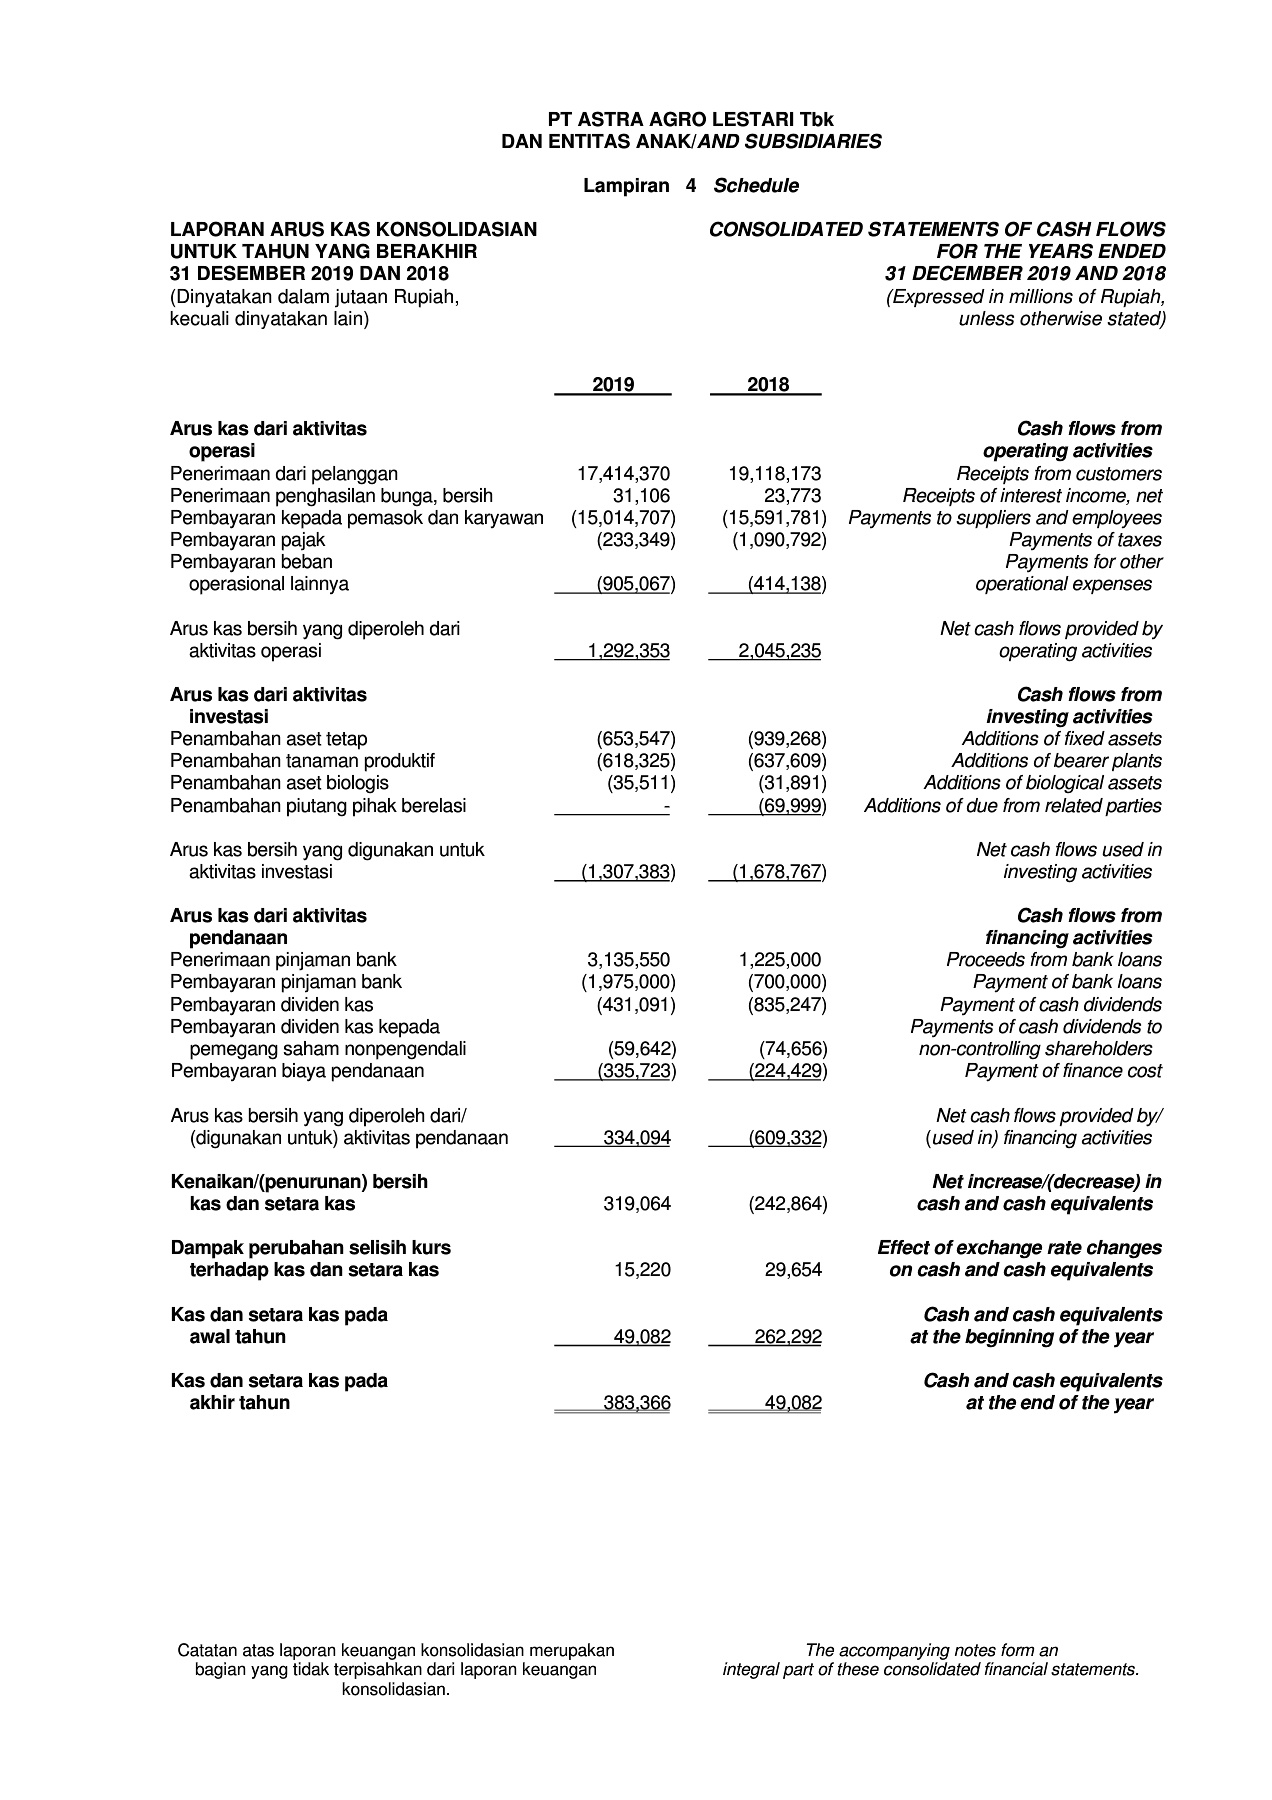 PT ASTRA AGRO LESTARI Tbk
DAN ENTITAS ANAK/AND SUBSIDIARIES
Lampiran 4 Schedule
LAPORAN ARUS KAS KONSOLIDASIAN
UNTUK TAHUN YANG BERAKHIR
31 DESEMBER 2019 DAN 2018
(Dinyatakan dalam jutaan Rupiah,
kecuali dinyatakan lain)
CONSOLIDATED STATEMENTS OF CASH FLOWS
FOR THE YEARS ENDED
31 DECEMBER 2019 AND 2018
(Expressed in millions of Rupiah,
unless otherwise stated)
2019 2018
Arus kas dari aktivitas Cash flows from
operasi operating activities
Penerimaan dari pelanggan 17,414,370 19,118,173 Receipts from customers
Penerimaan penghasilan bunga, bersih 31,106 23,773 Receipts of interest income, net
Pembayaran kepada pemasok dan karyawan (15,014,707) (15,591,781) Payments to suppliers and employees
Pembayaran pajak (233,349) (1,090,792) Payments of taxes
Pembayaran beban Payments for other
operasional lainnya (905,067) (414,138) operational expenses
Arus kas bersih yang diperoleh dari Net cash flows provided by
aktivitas operasi 1,292,353 2,045,235 operating activities
Arus kas dari aktivitas Cash flows from
investasi investing activities
Penambahan aset tetap (653,547) (939,268) Additions of fixed assets
Penambahan tanaman produktif (618,325) (637,609) Additions of bearer plants
Penambahan aset biologis (35,511) (31,891) Additions of biological assets
Penambahan piutang pihak berelasi - (69,999) Additions of due from related parties
Arus kas bersih yang digunakan untuk Net cash flows used in
aktivitas investasi (1,307,383) (1,678,767) investing activities
Arus kas dari aktivitas Cash flows from
pendanaan financing activities
Penerimaan pinjaman bank 3,135,550 1,225,000 Proceeds from bank loans
Pembayaran pinjaman bank (1,975,000) (700,000) Payment of bank loans
Pembayaran dividen kas (431,091) (835,247) Payment of cash dividends
Pembayaran dividen kas kepada Payments of cash dividends to
pemegang saham nonpengendali (59,642) (74,656) non-controlling shareholders
Pembayaran biaya pendanaan (335,723) (224,429) Payment of finance cost
Arus kas bersih yang diperoleh dari/ Net cash flows provided by/
(digunakan untuk) aktivitas pendanaan 334,094 (609,332) (used in) financing activities
Kenaikan/(penurunan) bersih Net increase/(decrease) in
kas dan setara kas 319,064 (242,864) cash and cash equivalents
Dampak perubahan selisih kurs Effect of exchange rate changes
terhadap kas dan setara kas 15,220 29,654 on cash and cash equivalents
Kas dan setara kas pada Cash and cash equivalents
awal tahun 49,082 262,292 at the beginning of the year
Kas dan setara kas pada Cash and cash equivalents
akhir tahun 383,366 49,082 at the end of the year
Catatan atas laporan keuangan konsolidasian merupakan
bagian yang tidak terpisahkan dari laporan keuangan
konsolidasian.
The accompanying notes form an
integral part of these consolidated financial statements.